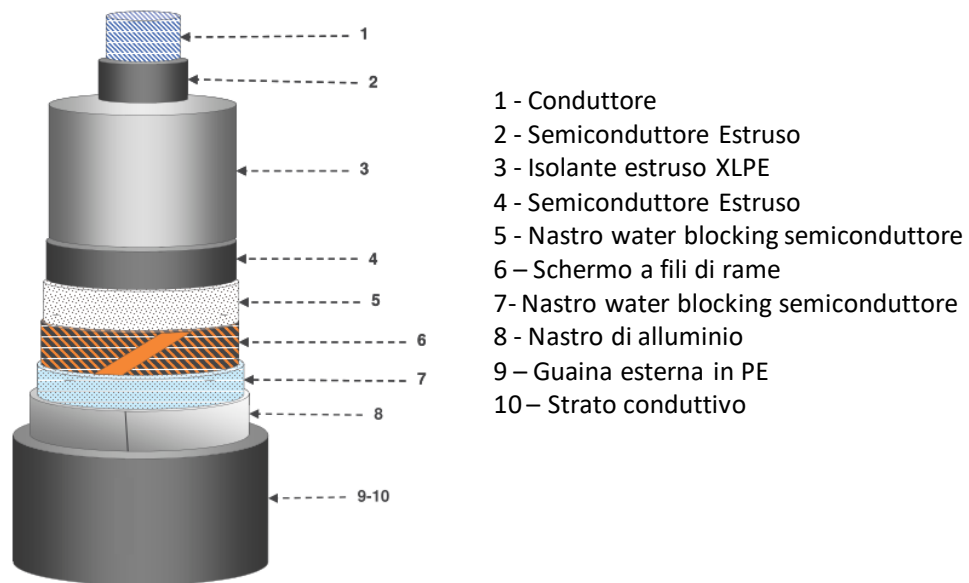 1
2
3
4
5
6
7
8
9-10
1 - Conduttore
2 - Semiconduttore Estruso
3 - Isolante estruso XLPE
4 - Semiconduttore Estruso
5 - Nastro water blocking semiconduttore
6 – Schermo a fili di rame
7- Nastro water blocking semiconduttore
8 - Nastro di alluminio
9 – Guaina esterna in PE
10 – Strato conduttivo